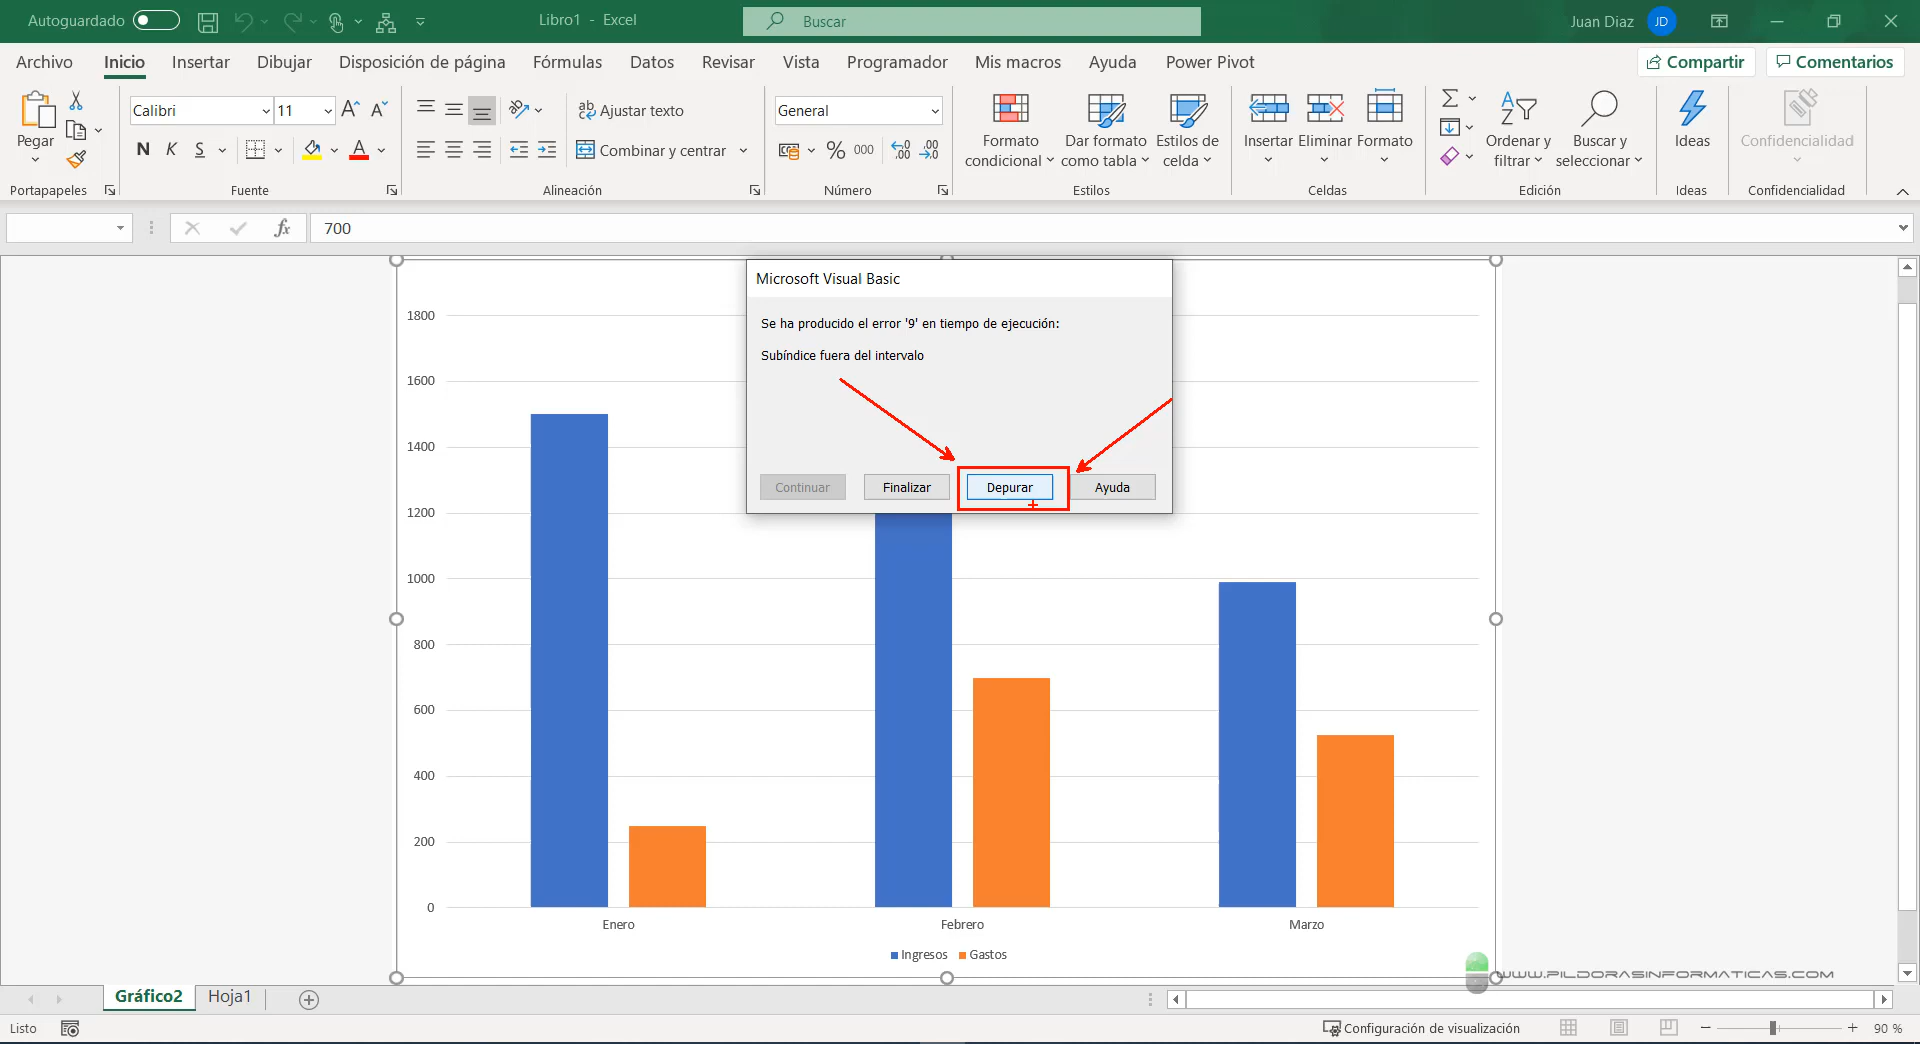 Autoguardado
Libro1 - Excel
Buscar
Juan Diaz
JD
Archivo Inicio Insertar Dibujar Disposición de página Fórmulas Datos Revisar Vista Programador Mis macros Ayuda Power Pivot
Compartir
Comentarios
Pegar
Calibri
11
N K S
A
ab Ajustar texto
Combinar y centrar
General
% 000
Formato condicional
Dar formato como tabla
Estilos de celda
Insertar Eliminar Formato
Ordenar y filtrar
Buscar y seleccionar
Ideas
Confidencialidad
Portapapeles
Fuente
Alineación
Número
Estilos
Celdas
Edición
Ideas
Confidencialidad
fx
700
Microsoft Visual Basic
Se ha producido el error '9' en tiempo de ejecución:
Subíndice fuera del intervalo
Continuar Finalizar Depurar Ayuda
1800
1600
1400
1200
1000
800
600
400
200
0
Enero Febrero Marzo
Ingresos Gastos
WWW.PILDORASINFORMATICAS.COM
Gráfico2 Hoja1
Listo
Configuración de visualización
90 %